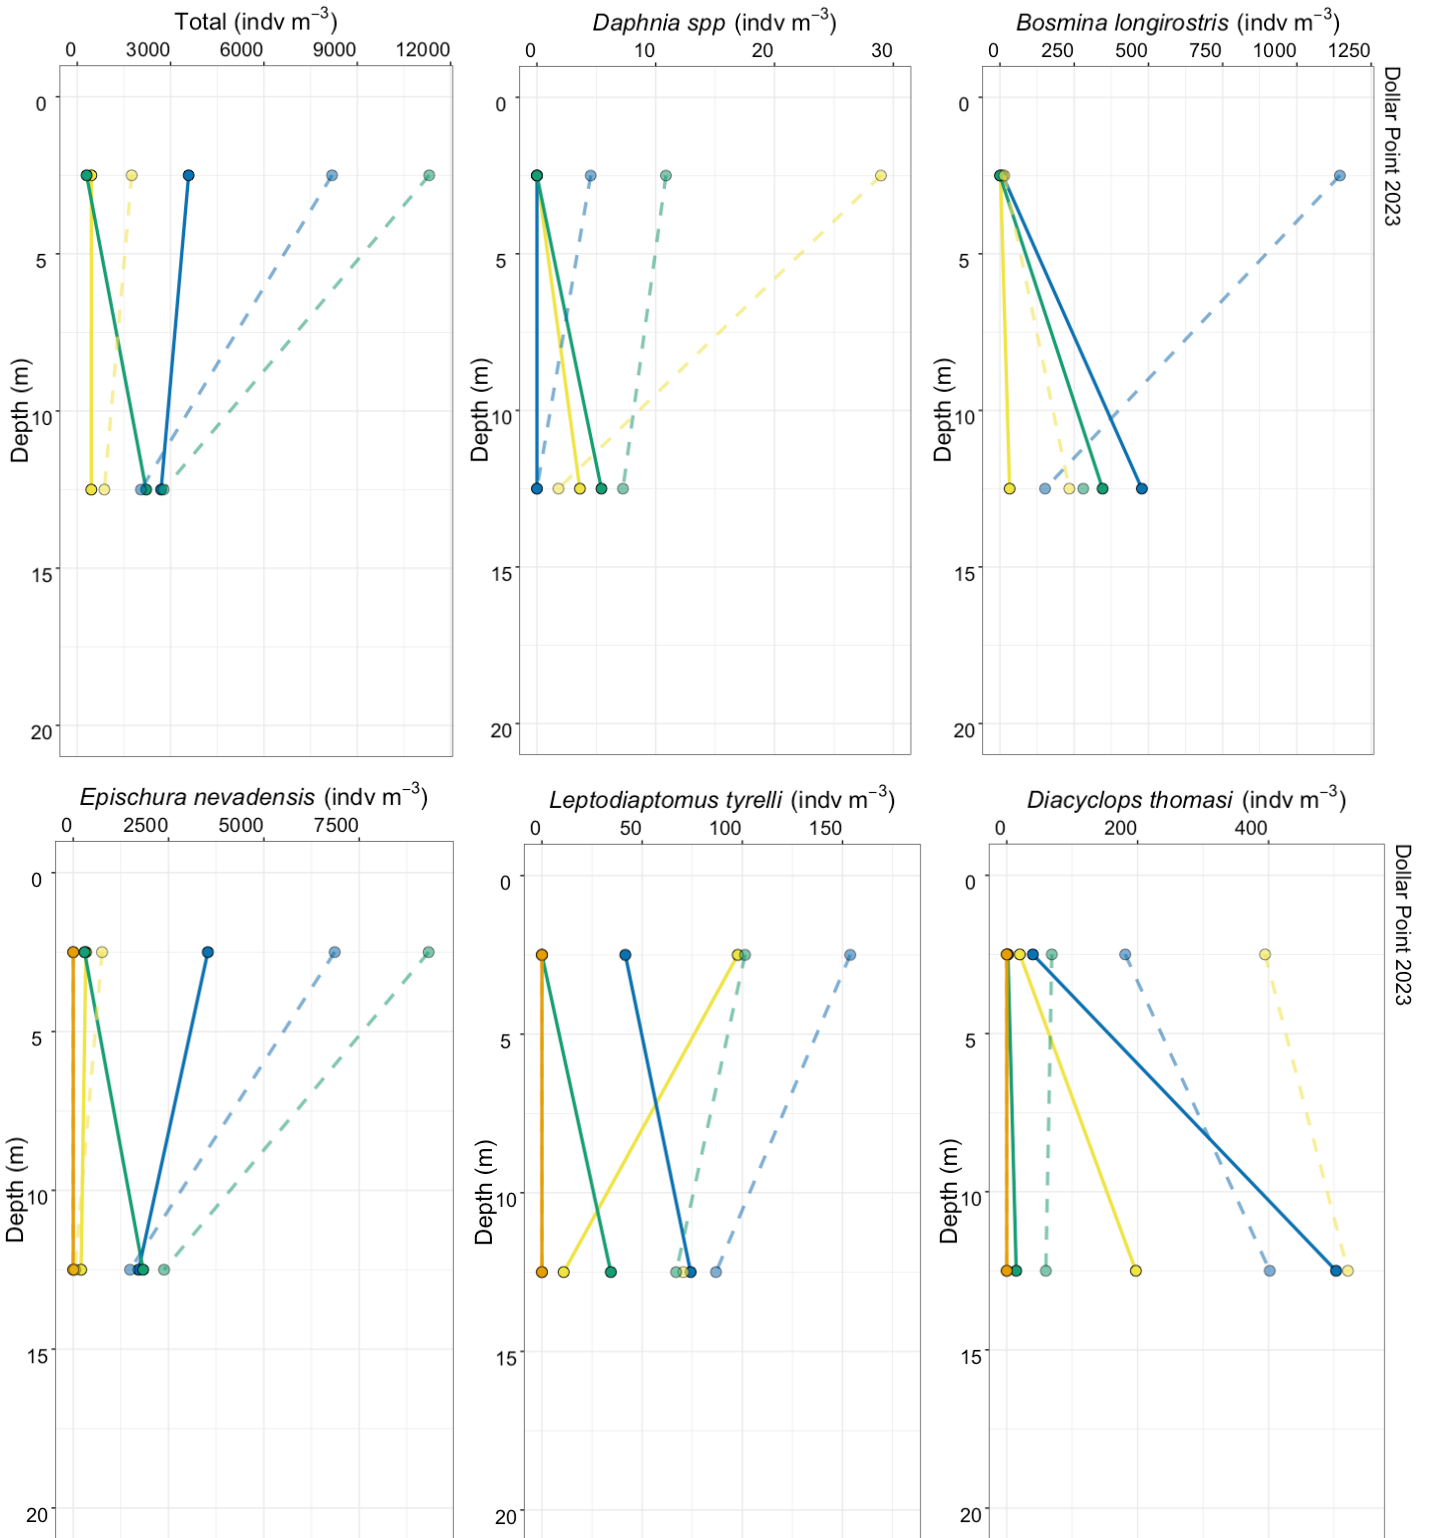 Total (indv m⁻³)
0 3000 6000 9000 12000
0
5
10
15
20
Depth (m)
Daphnia spp (indv m⁻³)
0 10 20 30
0
5
10
15
20
Depth (m)
Bosmina longirostris (indv m⁻³)
0 250 500 750 1000 1250
0
5
10
15
20
Depth (m)
Dollar Point 2023
Epischura nevadensis (indv m⁻³)
0 2500 5000 7500
0
5
10
15
20
Depth (m)
Leptodiaptomus tyrelli (indv m⁻³)
0 50 100 150
0
5
10
15
20
Depth (m)
Diacyclops thomasi (indv m⁻³)
0 200 400
0
5
10
15
20
Depth (m)
Dollar Point 2023